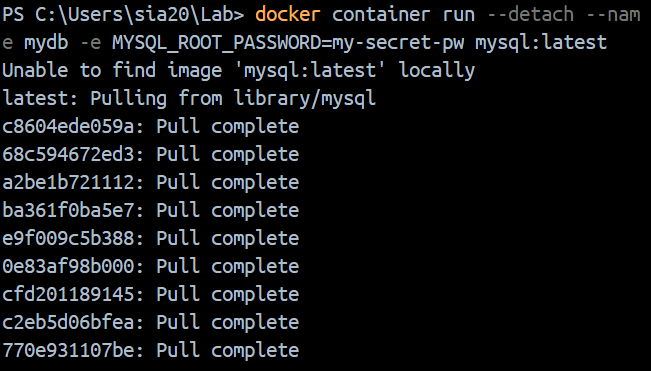 PS C:\Users\sia20\Lab> docker container run --detach --nam
e mydb -e MYSQL_ROOT_PASSWORD=my-secret-pw mysql:latest
Unable to find image 'mysql:latest' locally
latest: Pulling from library/mysql
c8604ede059a: Pull complete
68c594672ed3: Pull complete
a2be1b721112: Pull complete
ba361f0ba5e7: Pull complete
e9f009c5b388: Pull complete
0e83af98b000: Pull complete
cfd201189145: Pull complete
c2eb5d06bfea: Pull complete
770e931107be: Pull complete